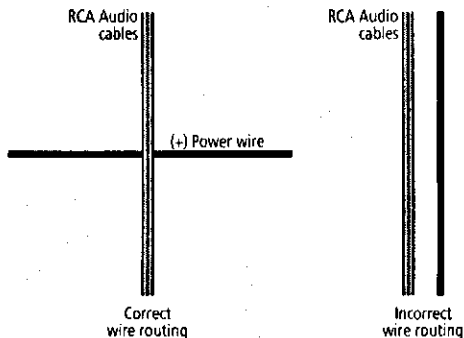 RCA Audio
cables
(+) Power wire
Correct
wire routing
RCA Audio
cables
Incorrect
wire routing